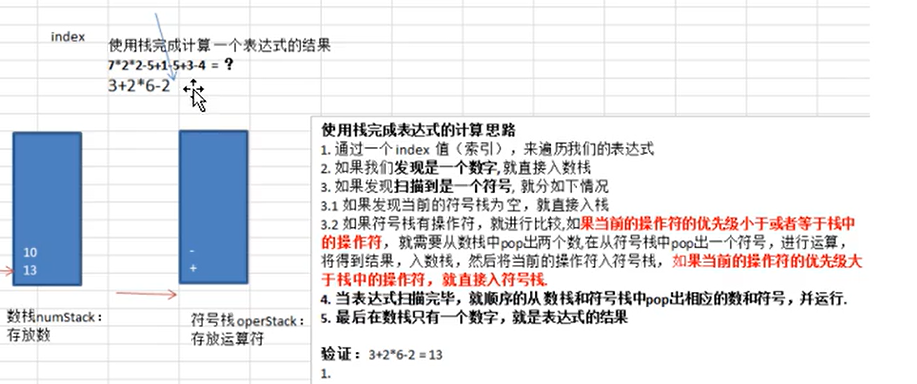 index
使用栈完成计算一个表达式的结果
7*2*2-5+1-5+3-4 = ？
3+2*6-2
10
13
-
+
数栈numStack：
存放数
符号栈operStack：
存放运算符
使用栈完成表达式的计算思路
1. 通过一个 index 值（索引），来遍历我们的表达式
2. 如果我们发现是一个数字, 就直接入数栈
3. 如果发现扫描到是一个符号, 就分如下情况
3.1 如果发现当前的符号栈为空，就直接入栈
3.2 如果符号栈有操作符，就进行比较,如果当前的操作符的优先级小于或者等于栈中
的操作符，就需要从数栈中pop出两个数,在从符号栈中pop出一个符号，进行运算，
将得到结果，入数栈，然后将当前的操作符入符号栈，如果当前的操作符的优先级大
于栈中的操作符，就直接入符号栈.
4. 当表达式扫描完毕，就顺序的从 数栈和符号栈中pop出相应的数和符号，并运行.
5. 最后在数栈只有一个数字，就是表达式的结果
验证：3+2*6-2 = 13
1.